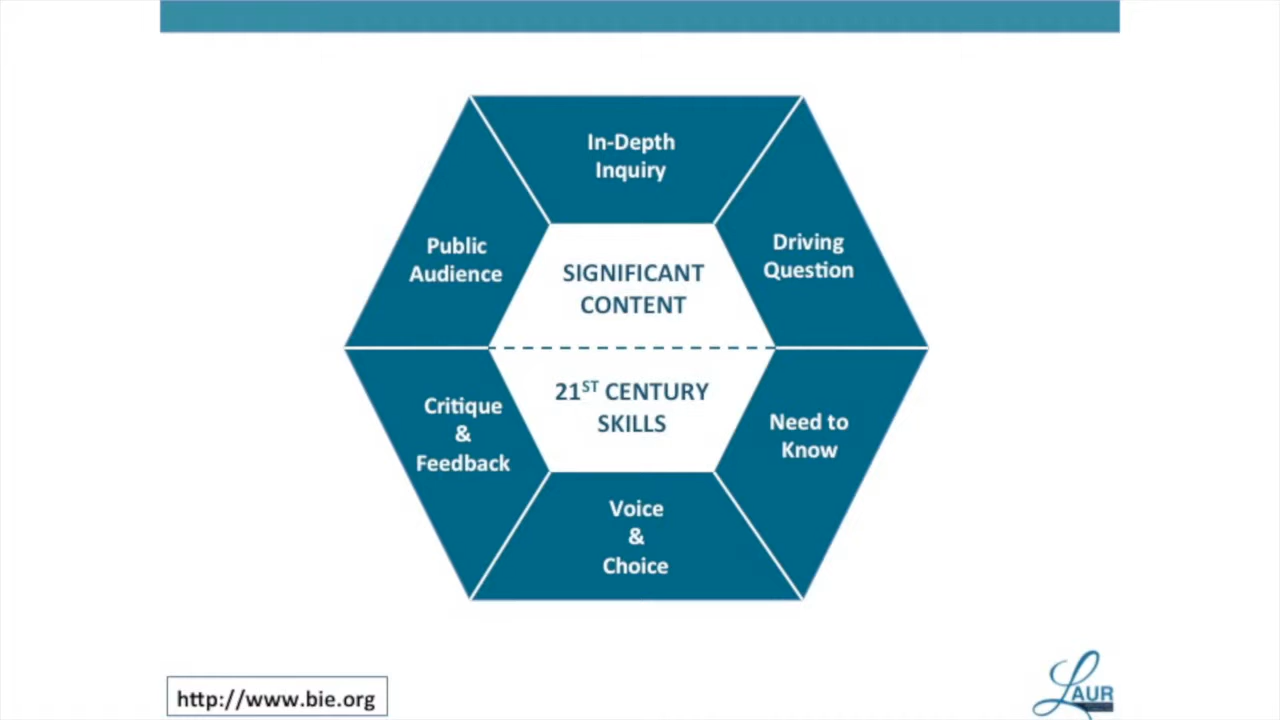 In-Depth
Inquiry
Public
Audience
Driving
Question
SIGNIFICANT
CONTENT
21ST CENTURY
SKILLS
Critique
&
Feedback
Need to
Know
Voice
&
Choice
http://www.bie.org
LAUR